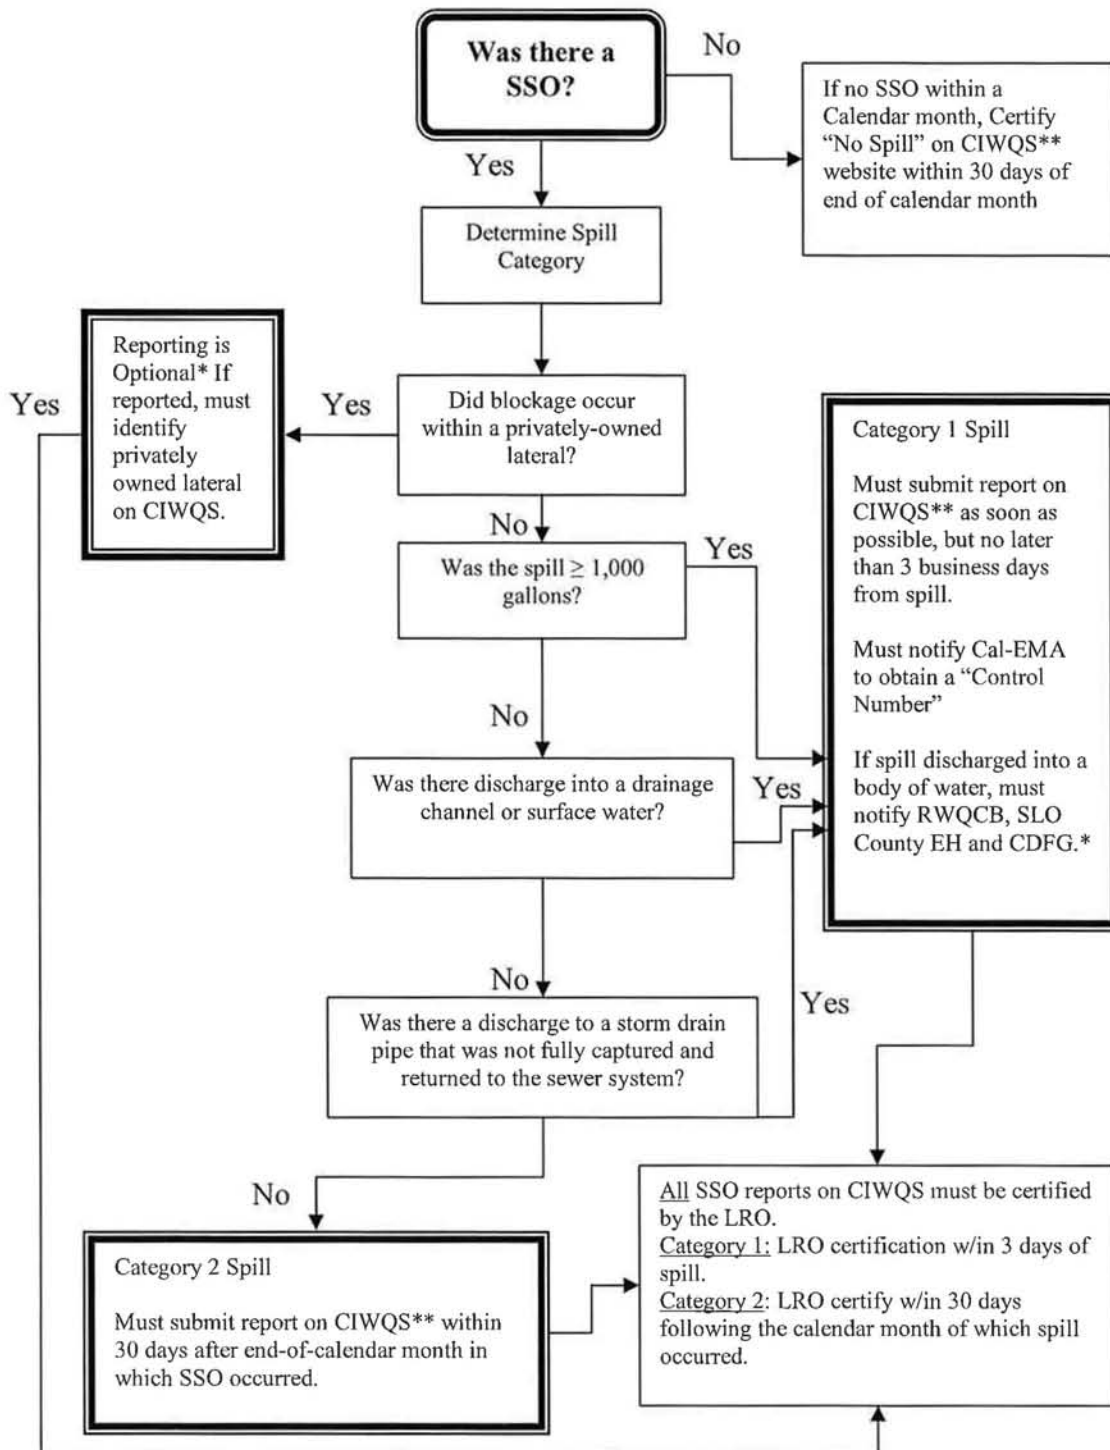 Was there a
SSO?
No
If no SSO within a
Calendar month, Certify
“No Spill” on CIWQS**
website within 30 days of
end of calendar month
Yes
Determine Spill
Category
Did blockage occur
within a privately-owned
lateral?
Yes
Reporting is
Optional* If
reported, must
identify
privately
owned lateral
on CIWQS.
Yes
No
Was the spill ≥ 1,000
gallons?
Yes
Category 1 Spill
Must submit report on
CIWQS** as soon as
possible, but no later
than 3 business days
from spill.
Must notify Cal-EMA
to obtain a “Control
Number”
If spill discharged into a
body of water, must
notify RWQCB, SLO
County EH and CDFG.*
No
Was there discharge into a drainage
channel or surface water?
Yes
No
Was there a discharge to a storm drain
pipe that was not fully captured and
returned to the sewer system?
Yes
No
Category 2 Spill
Must submit report on CIWQS** within
30 days after end-of-calendar month in
which SSO occurred.
All SSO reports on CIWQS must be certified
by the LRO.
Category 1: LRO certification w/in 3 days of
spill.
Category 2: LRO certify w/in 30 days
following the calendar month of which spill
occurred.